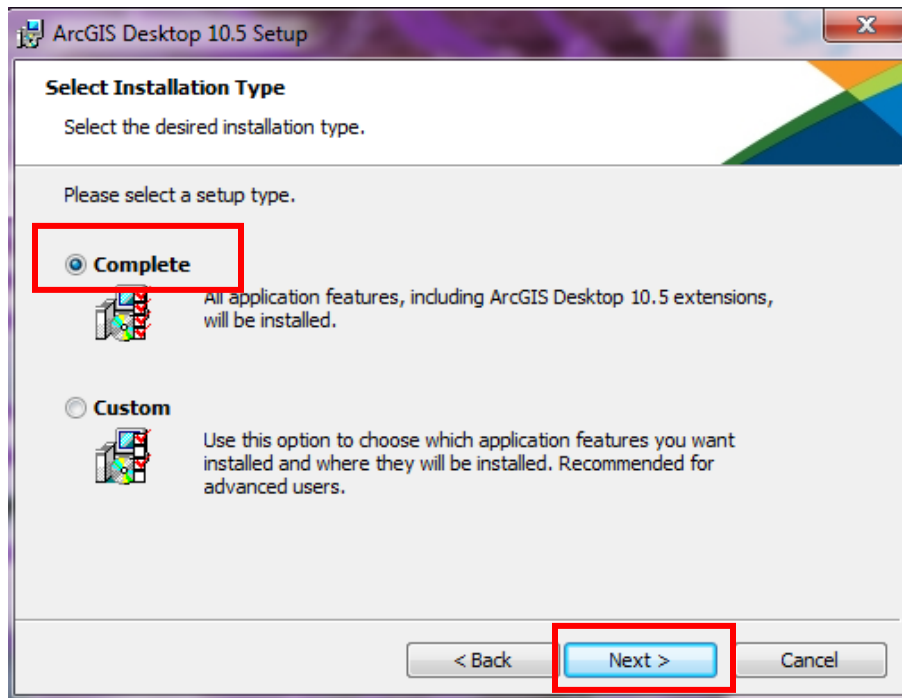 ArcGIS Desktop 10.5 Setup
Select Installation Type
Select the desired installation type.
Please select a setup type.
Complete
All application features, including ArcGIS Desktop 10.5 extensions,
will be installed.
Custom
Use this option to choose which application features you want
installed and where they will be installed. Recommended for
advanced users.
< Back Next > Cancel